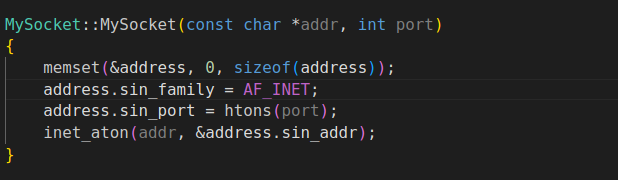 MySocket::MySocket(const char *addr, int port)
{
    memset(&address, 0, sizeof(address));
    address.sin_family = AF_INET;
    address.sin_port = htons(port);
    inet_aton(addr, &address.sin_addr);
}